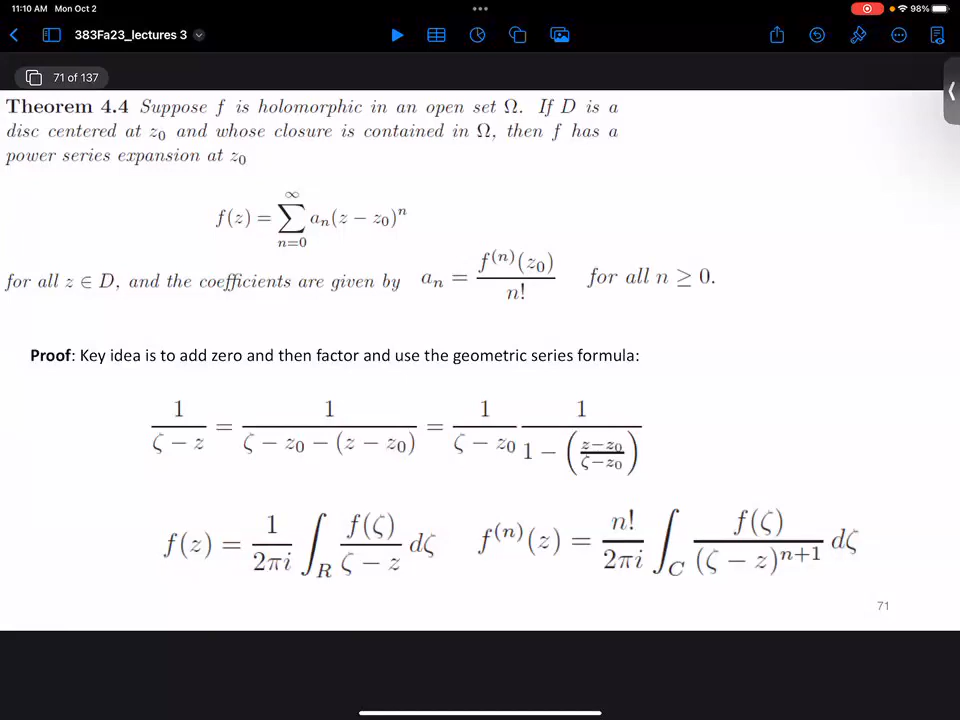 11:10 AM Mon Oct 2
98%
383Fa23_lectures 3
71 of 137
Theorem 4.4 Suppose f is holomorphic in an open set Ω. If D is a
disc centered at z₀ and whose closure is contained in Ω, then f has a
power series expansion at z₀
f(z) = ∑_{n=0}^{∞} aₙ(z − z₀)ⁿ
for all z ∈ D, and the coefficients are given by aₙ = f⁽ⁿ⁾(z₀)/n! for all n ≥ 0.
Proof: Key idea is to add zero and then factor and use the geometric series formula:
1/(ζ − z) = 1/(ζ − z₀ − (z − z₀)) = 1/(ζ − z₀) 1/(1 − ((z−z₀)/(ζ−z₀)))
f(z) = 1/(2πi) ∫_R f(ζ)/(ζ − z) dζ f⁽ⁿ⁾(z) = n!/(2πi) ∫_C f(ζ)/(ζ − z)ⁿ⁺¹ dζ
71